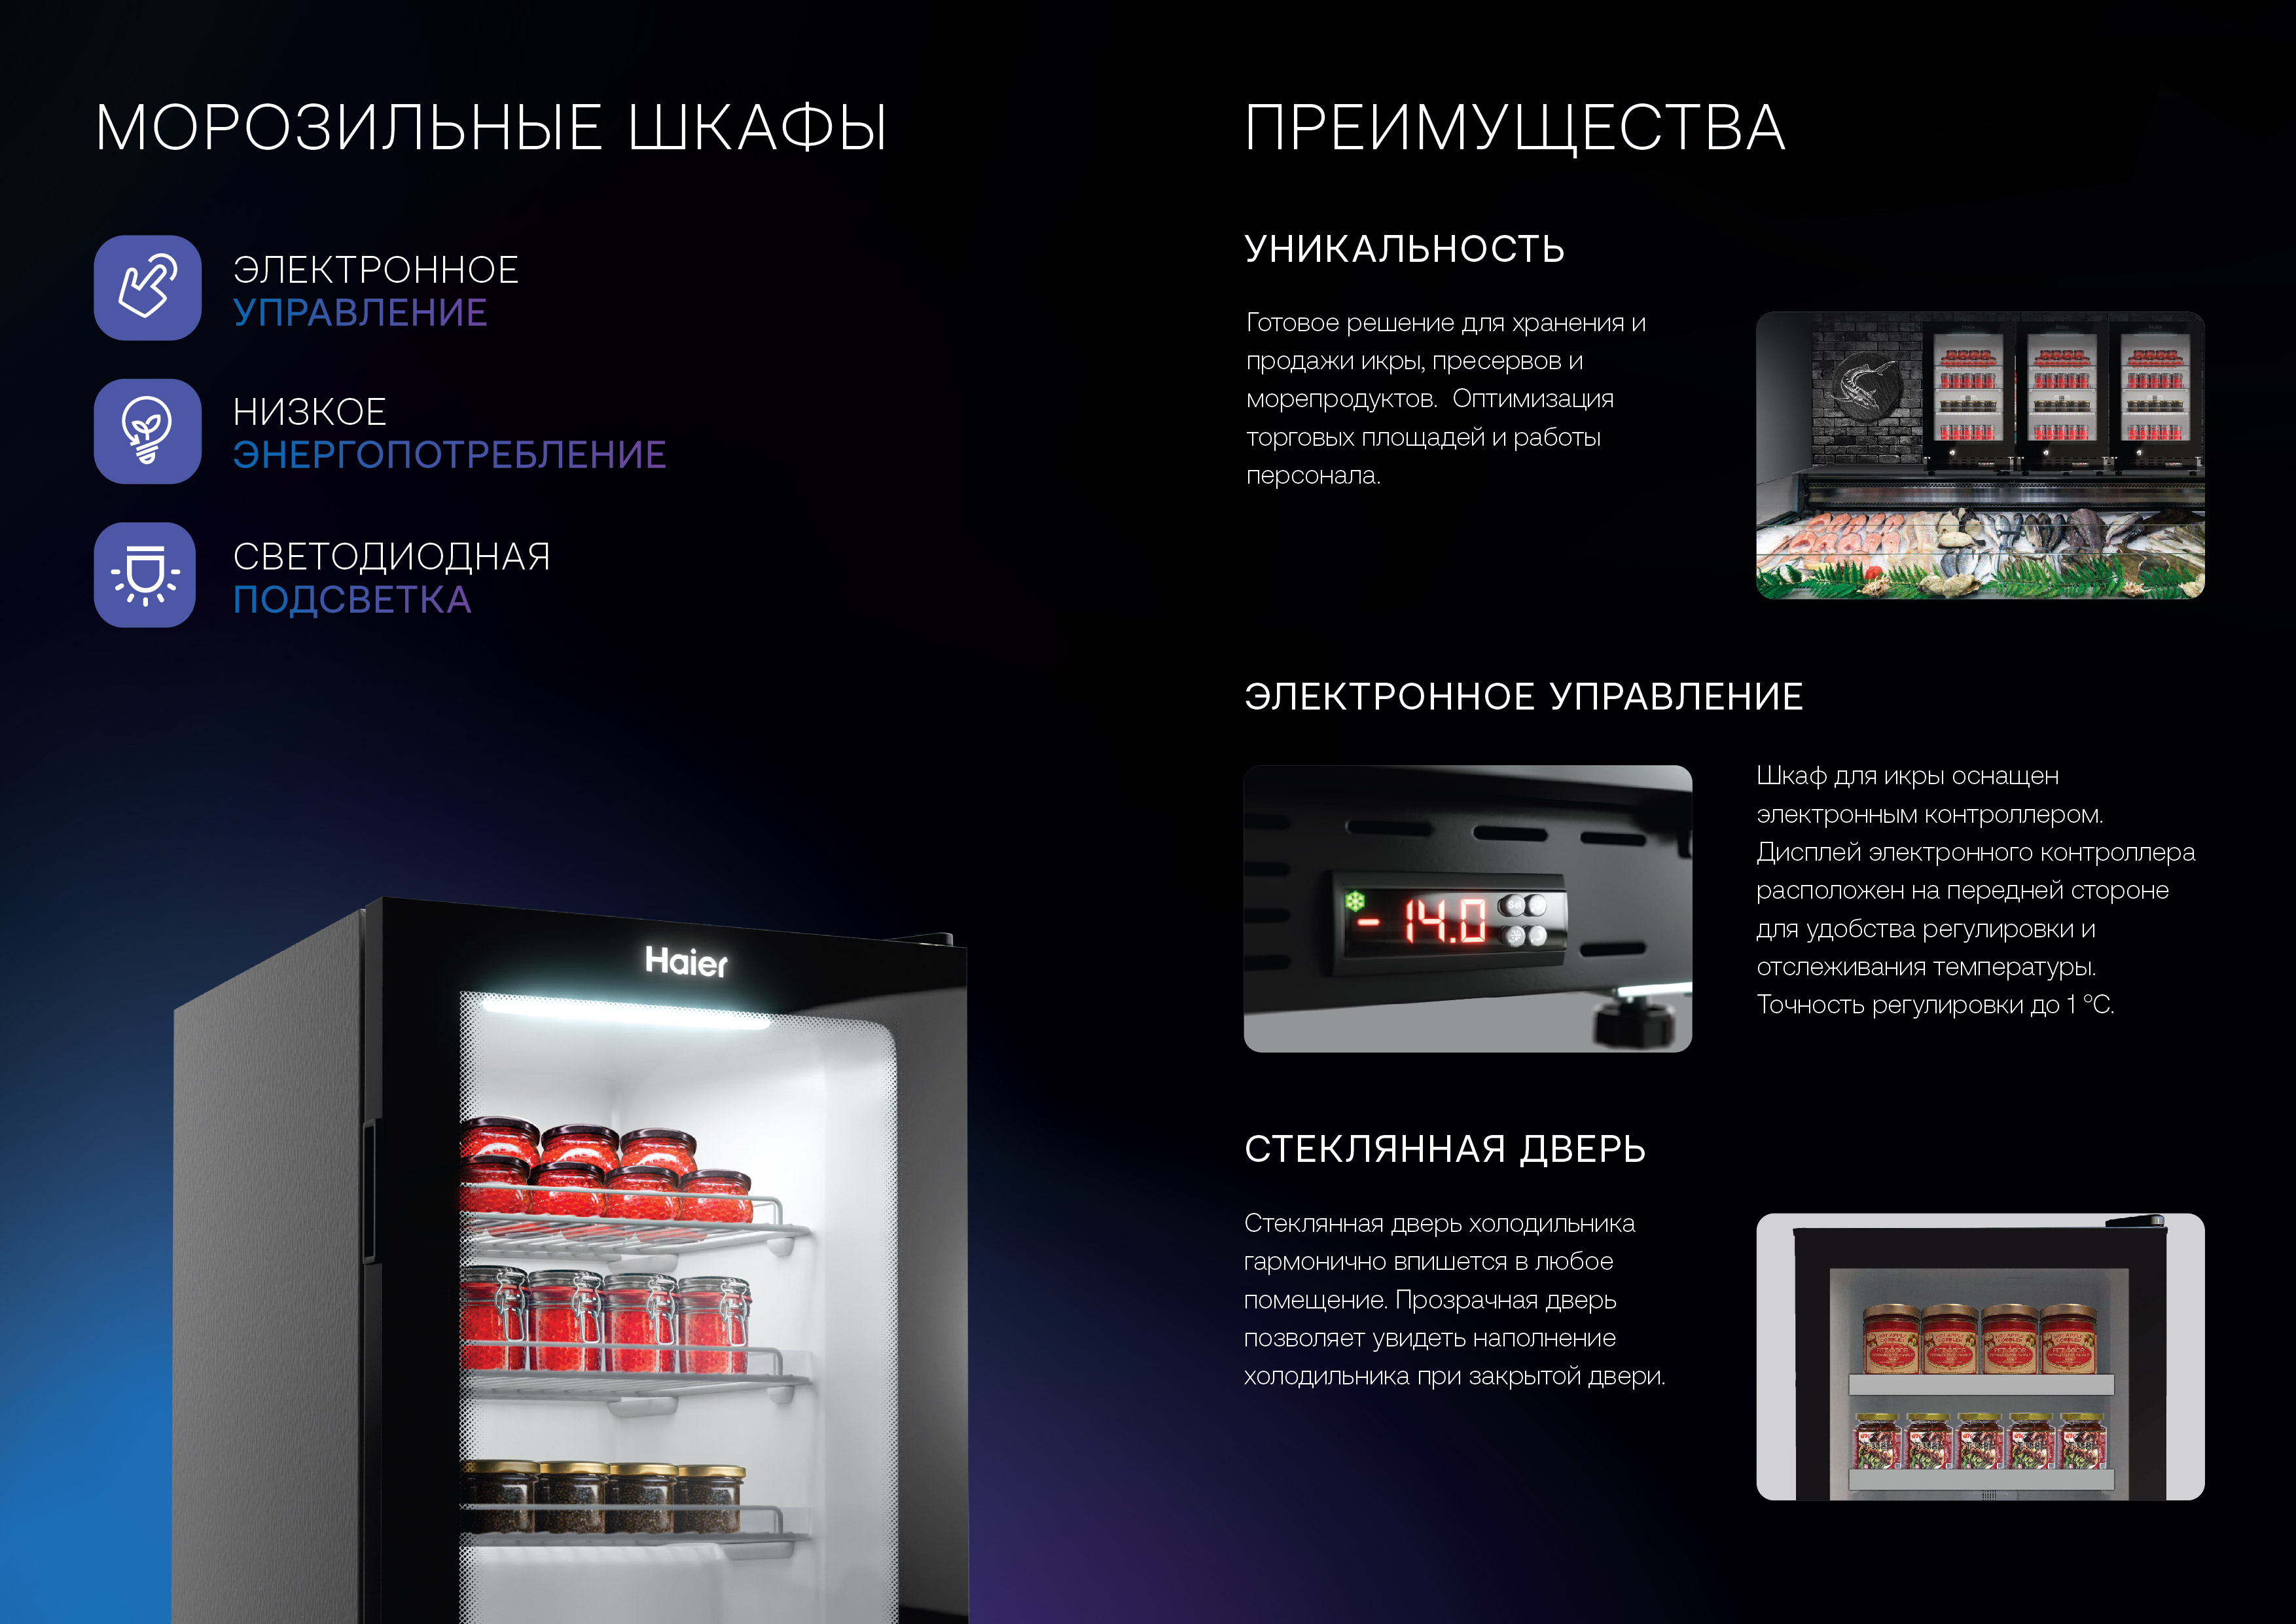 МОРОЗИЛЬНЫЕ ШКАФЫ
ЭЛЕКТРОННОЕ
УПРАВЛЕНИЕ
НИЗКОЕ
ЭНЕРГОПОТРЕБЛЕНИЕ
СВЕТОДИОДНАЯ
ПОДСВЕТКА
Haier
ПРЕИМУЩЕСТВА
УНИКАЛЬНОСТЬ
Готовое решение для хранения и
продажи икры, пресервов и
морепродуктов. Оптимизация
торговых площадей и работы
персонала.
ЭЛЕКТРОННОЕ УПРАВЛЕНИЕ
-14.0
Шкаф для икры оснащен
электронным контроллером.
Дисплей электронного контроллера
расположен на передней стороне
для удобства регулировки и
отслеживания температуры.
Точность регулировки до 1 °C.
СТЕКЛЯННАЯ ДВЕРЬ
Стеклянная дверь холодильника
гармонично впишется в любое
помещение. Прозрачная дверь
позволяет увидеть наполнение
холодильника при закрытой двери.